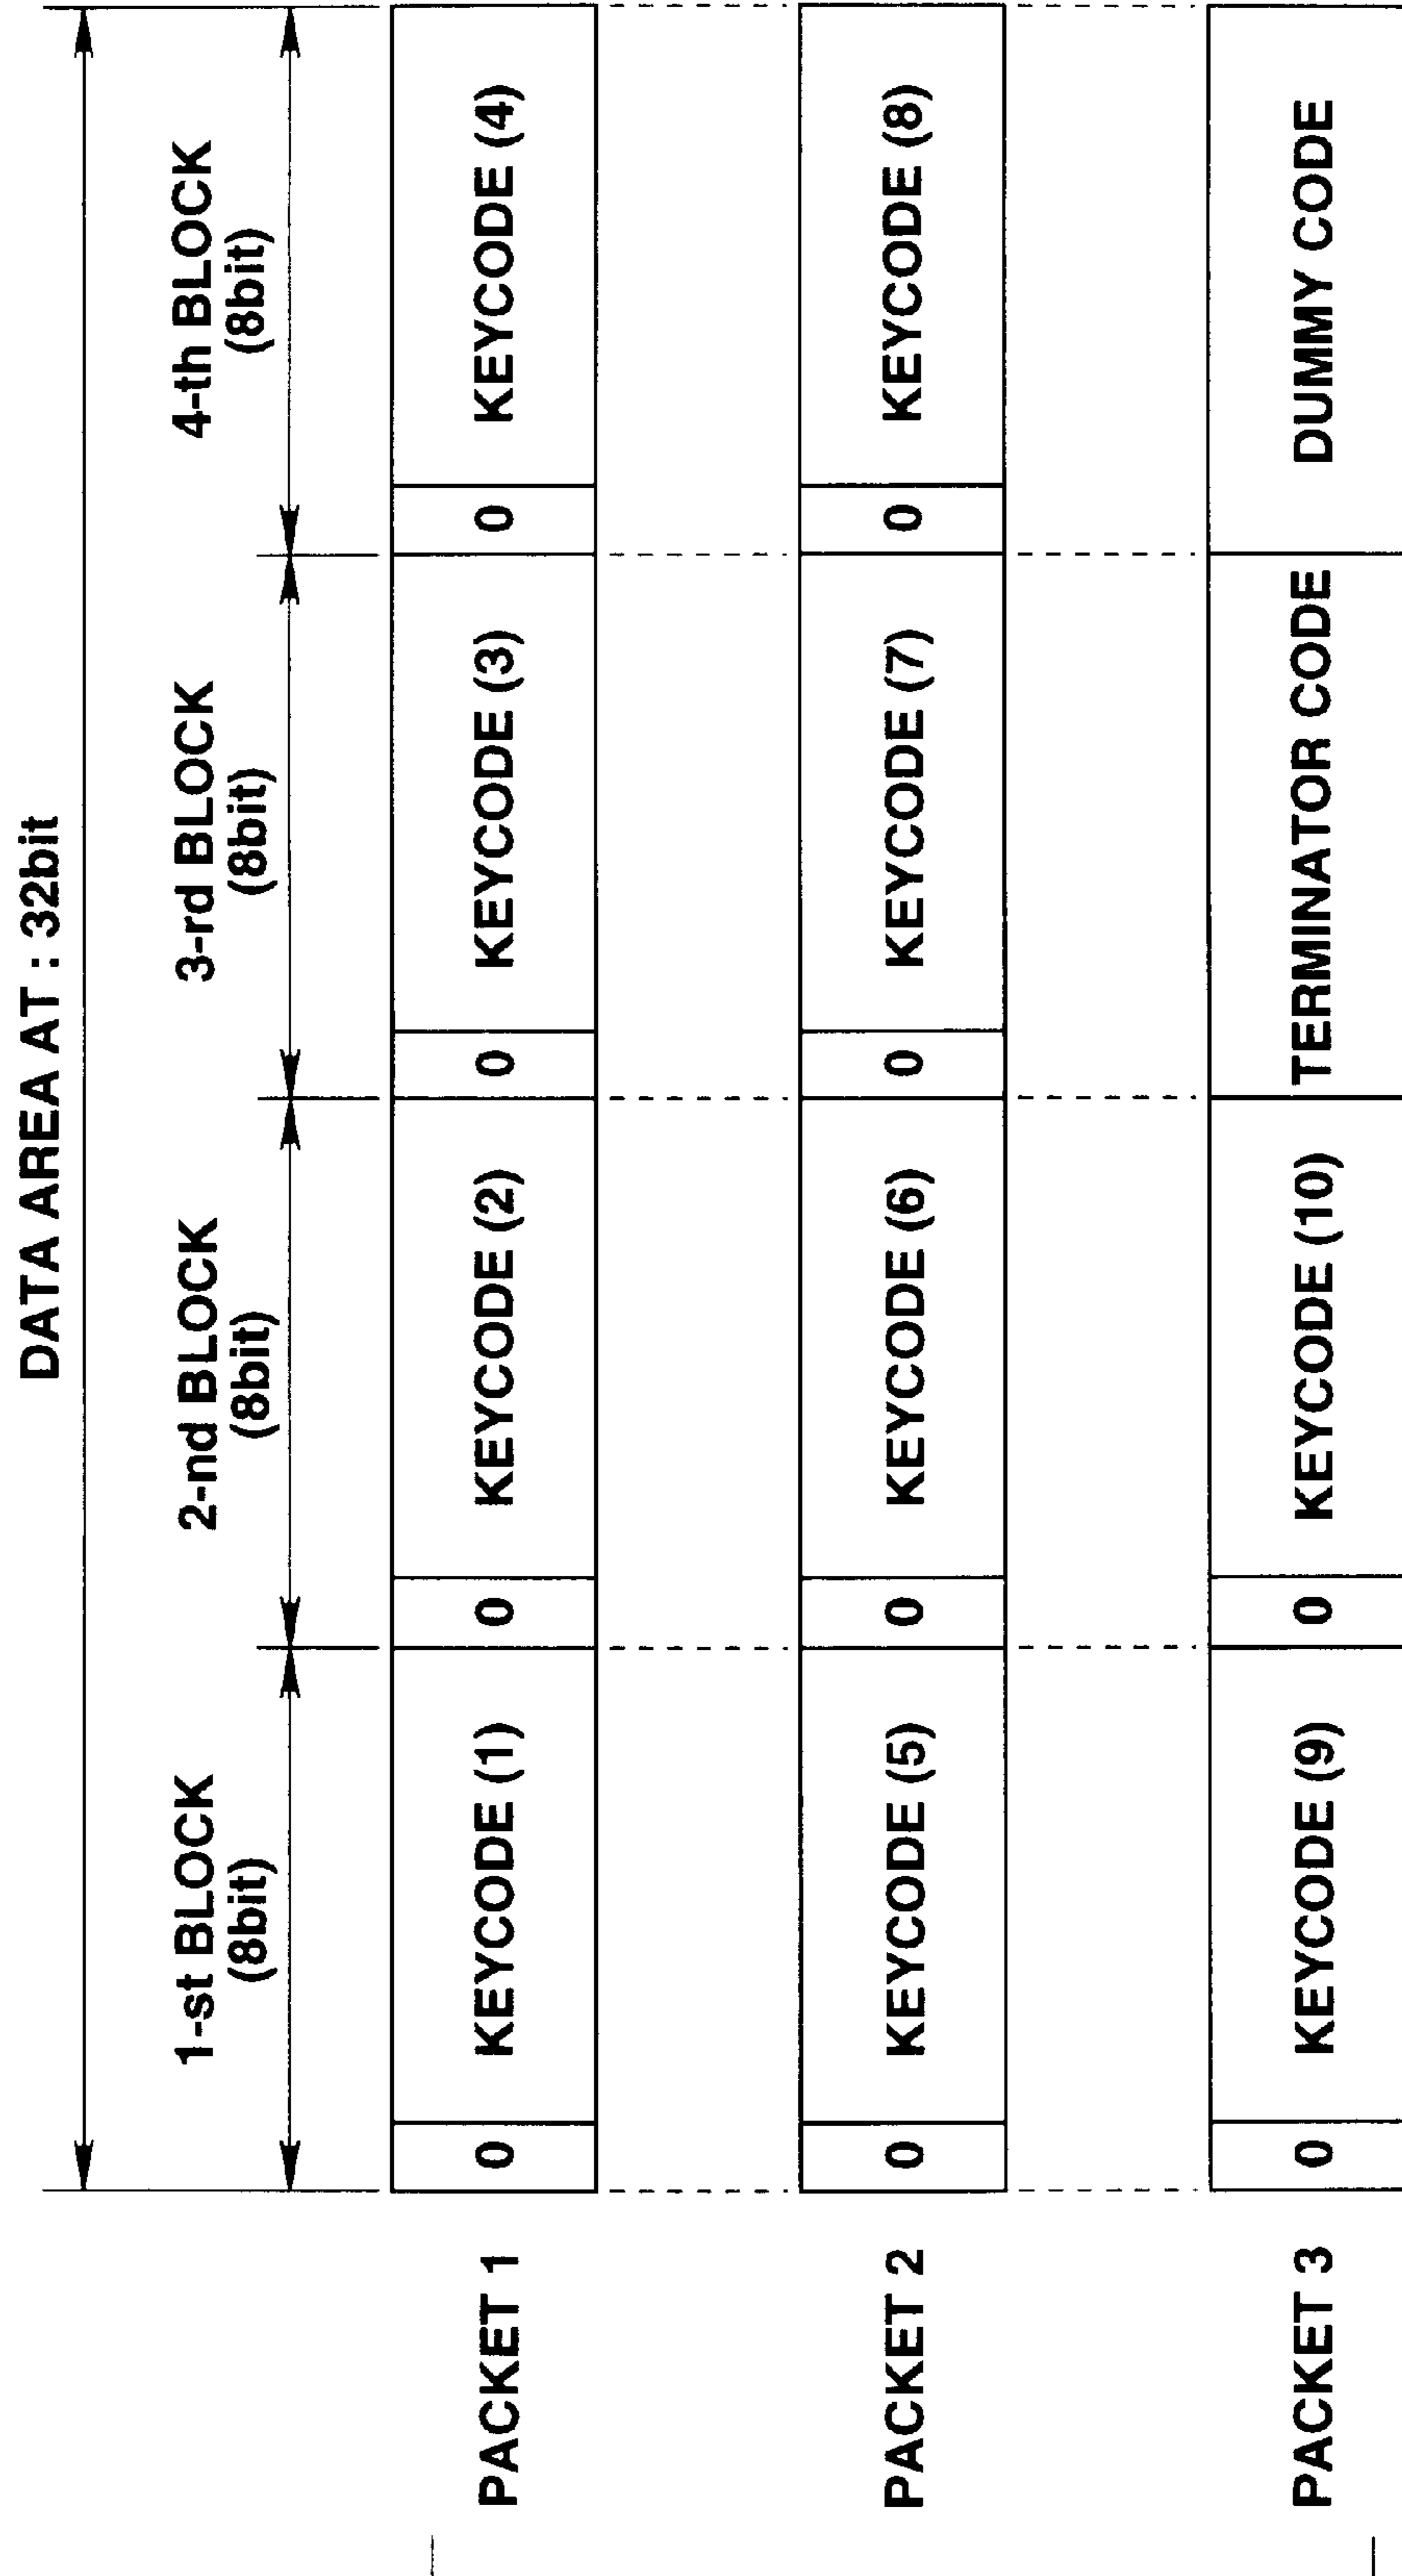 DATA AREA AT : 32bit
1-st BLOCK
(8bit)
2-nd BLOCK
(8bit)
3-rd BLOCK
(8bit)
4-th BLOCK
(8bit)
PACKET 1
0
KEYCODE (1)
0
KEYCODE (2)
0
KEYCODE (3)
0
KEYCODE (4)
PACKET 2
0
KEYCODE (5)
0
KEYCODE (6)
0
KEYCODE (7)
0
KEYCODE (8)
PACKET 3
0
KEYCODE (9)
0
KEYCODE (10)
TERMINATOR CODE
DUMMY CODE